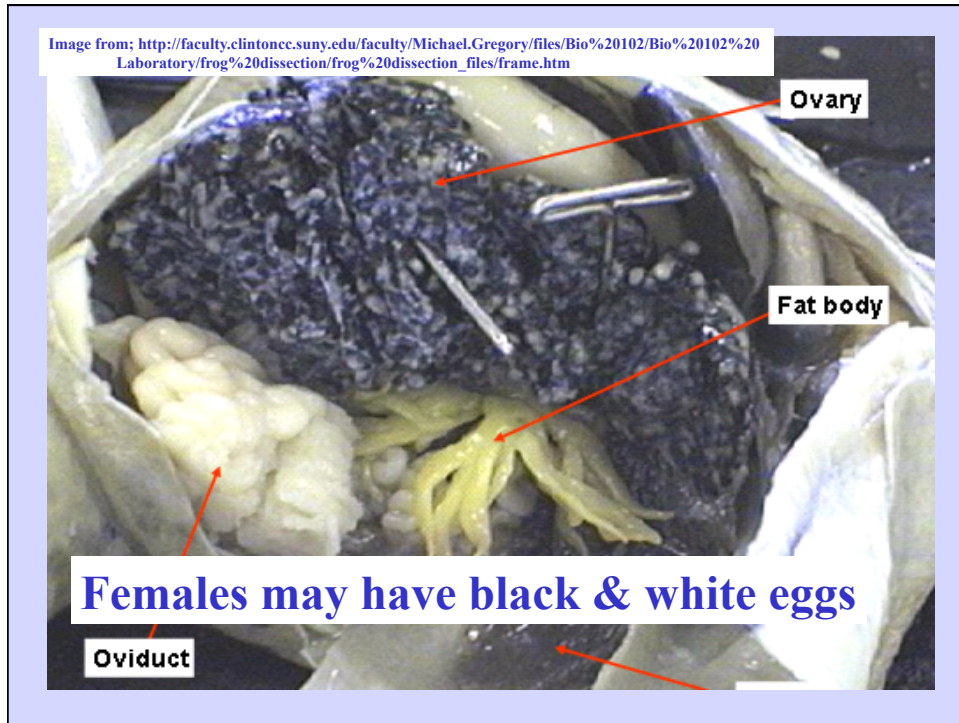 Image from; http://faculty.clintoncc.suny.edu/faculty/Michael.Gregory/files/Bio%20102/Bio%20102%20
Laboratory/frog%20dissection/frog%20dissection_files/frame.htm
Ovary
Fat body
Females may have black & white eggs
Oviduct